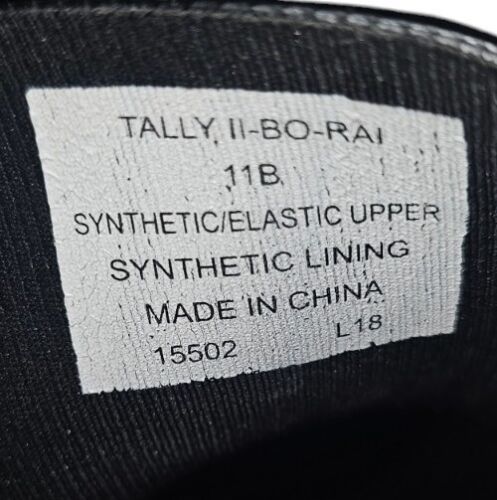 TALLY II-BO-RAI
11B
SYNTHETIC/ELASTIC UPPER
SYNTHETIC LINING
MADE IN CHINA
15502 L18